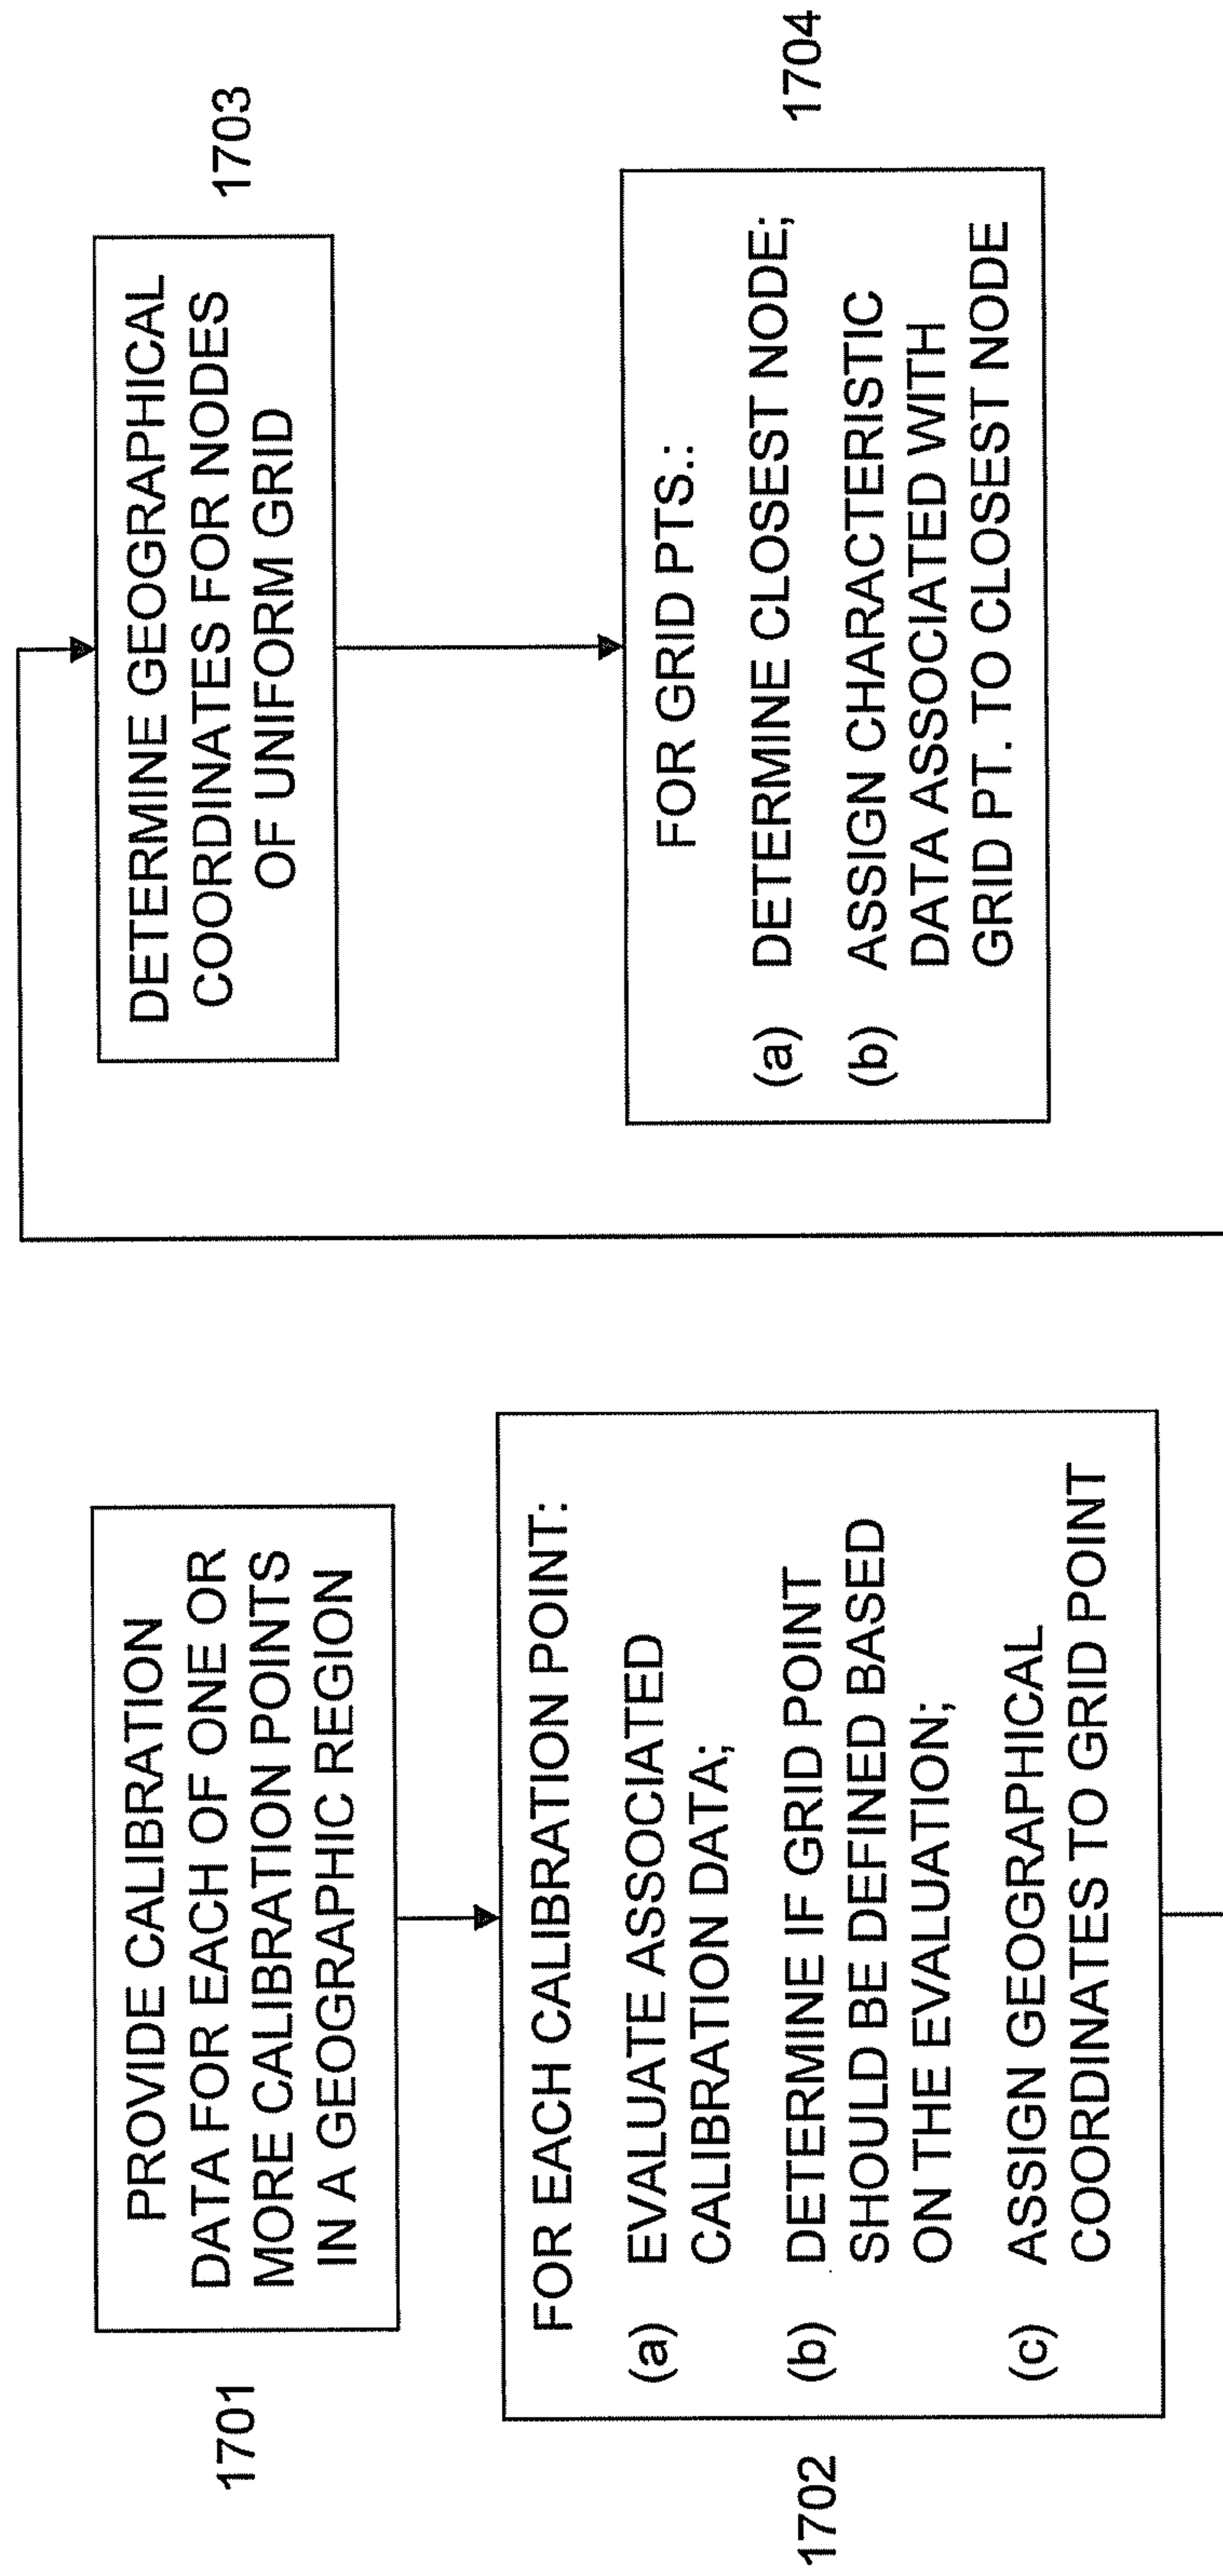 1701
PROVIDE CALIBRATION
DATA FOR EACH OF ONE OR
MORE CALIBRATION POINTS
IN A GEOGRAPHIC REGION
1702
FOR EACH CALIBRATION POINT:
(a) EVALUATE ASSOCIATED
CALIBRATION DATA;
(b) DETERMINE IF GRID POINT
SHOULD BE DEFINED BASED
ON THE EVALUATION;
(c) ASSIGN GEOGRAPHICAL
COORDINATES TO GRID POINT
DETERMINE GEOGRAPHICAL
COORDINATES FOR NODES
OF UNIFORM GRID
1703
FOR GRID PTS.:
(a) DETERMINE CLOSEST NODE;
(b) ASSIGN CHARACTERISTIC
DATA ASSOCIATED WITH
GRID PT. TO CLOSEST NODE
1704